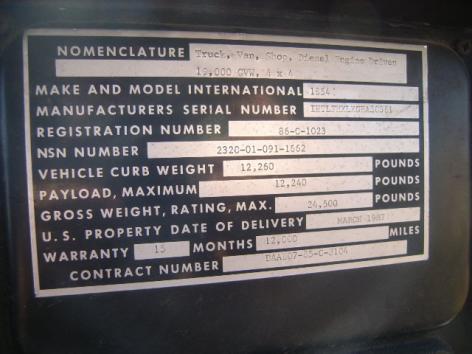 NOMENCLATURE Truck, Van, Shop, Diesel Engine Driven
19,000 GVW, 4 x 4
MAKE AND MODEL INTERNATIONAL 1854
MANUFACTURERS SERIAL NUMBER
REGISTRATION NUMBER 86-C-1023
NSN NUMBER 2320-01-091-1562
VEHICLE CURB WEIGHT 12,260 POUNDS
PAYLOAD, MAXIMUM 12,240 POUNDS
GROSS WEIGHT, RATING, MAX. 24,500 POUNDS
U.S. PROPERTY DATE OF DELIVERY MARCH 1987
WARRANTY 15 MONTHS 12,000 MILES
CONTRACT NUMBER